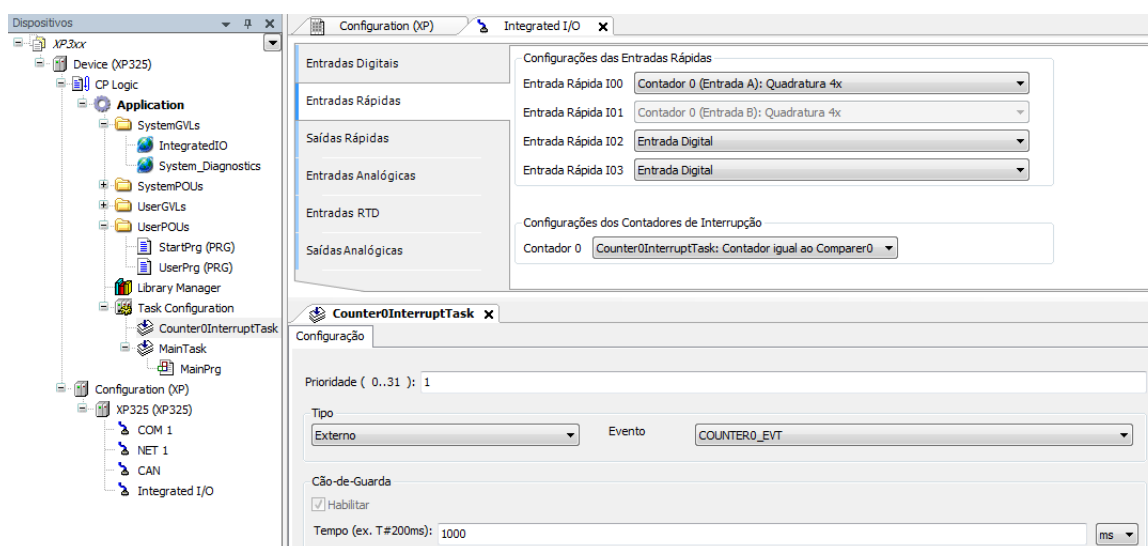 Dispositivos
XP3xx
Device (XP325)
CP Logic
Application
SystemGVLs
IntegratedIO
System_Diagnostics
SystemPOUs
UserGVLs
UserPOUs
StartPrg (PRG)
UserPrg (PRG)
Library Manager
Task Configuration
Counter0InterruptTask
MainTask
MainPrg
Configuration (XP)
XP325 (XP325)
COM 1
NET 1
CAN
Integrated I/O
Configuration (XP)
Integrated I/O
Entradas Digitais
Entradas Rápidas
Saídas Rápidas
Entradas Analógicas
Entradas RTD
Saídas Analógicas
Configurações das Entradas Rápidas
Entrada Rápida I00 Contador 0 (Entrada A): Quadratura 4x
Entrada Rápida I01 Contador 0 (Entrada B): Quadratura 4x
Entrada Rápida I02 Entrada Digital
Entrada Rápida I03 Entrada Digital
Configurações dos Contadores de Interrupção
Contador 0 Counter0InterruptTask: Contador igual ao Comparer0
Counter0InterruptTask
Configuração
Prioridade ( 0..31 ): 1
Tipo
Externo Evento COUNTER0_EVT
Cão-de-Guarda
Habilitar
Tempo (ex. T#200ms): 1000 ms